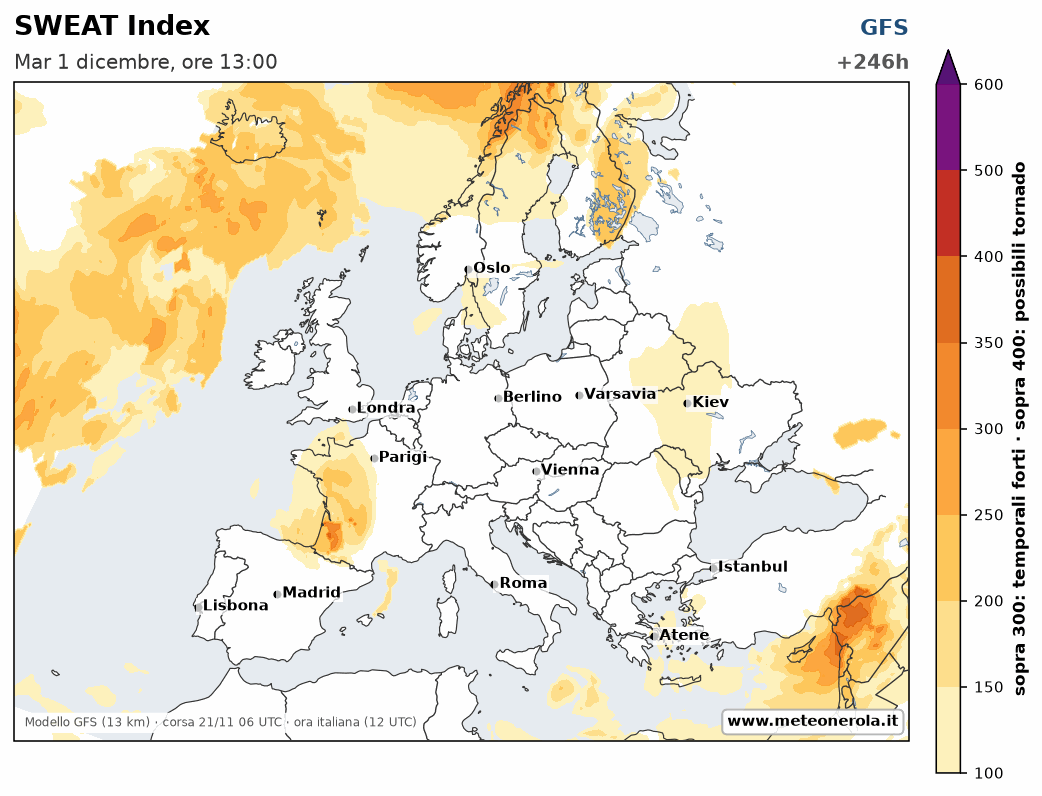 SWEAT Index
GFS
Mar 1 dicembre, ore 13:00
+246h
600
500
400
350
300
250
200
150
100
sopra 300: temporali forti · sopra 400: possibili tornado
Oslo
Berlino
Varsavia
Kiev
Londra
Parigi
Vienna
Istanbul
Roma
Madrid
Lisbona
Atene
Modello GFS (13 km) · corsa 21/11 06 UTC · ora italiana (12 UTC)
www.meteonerola.it